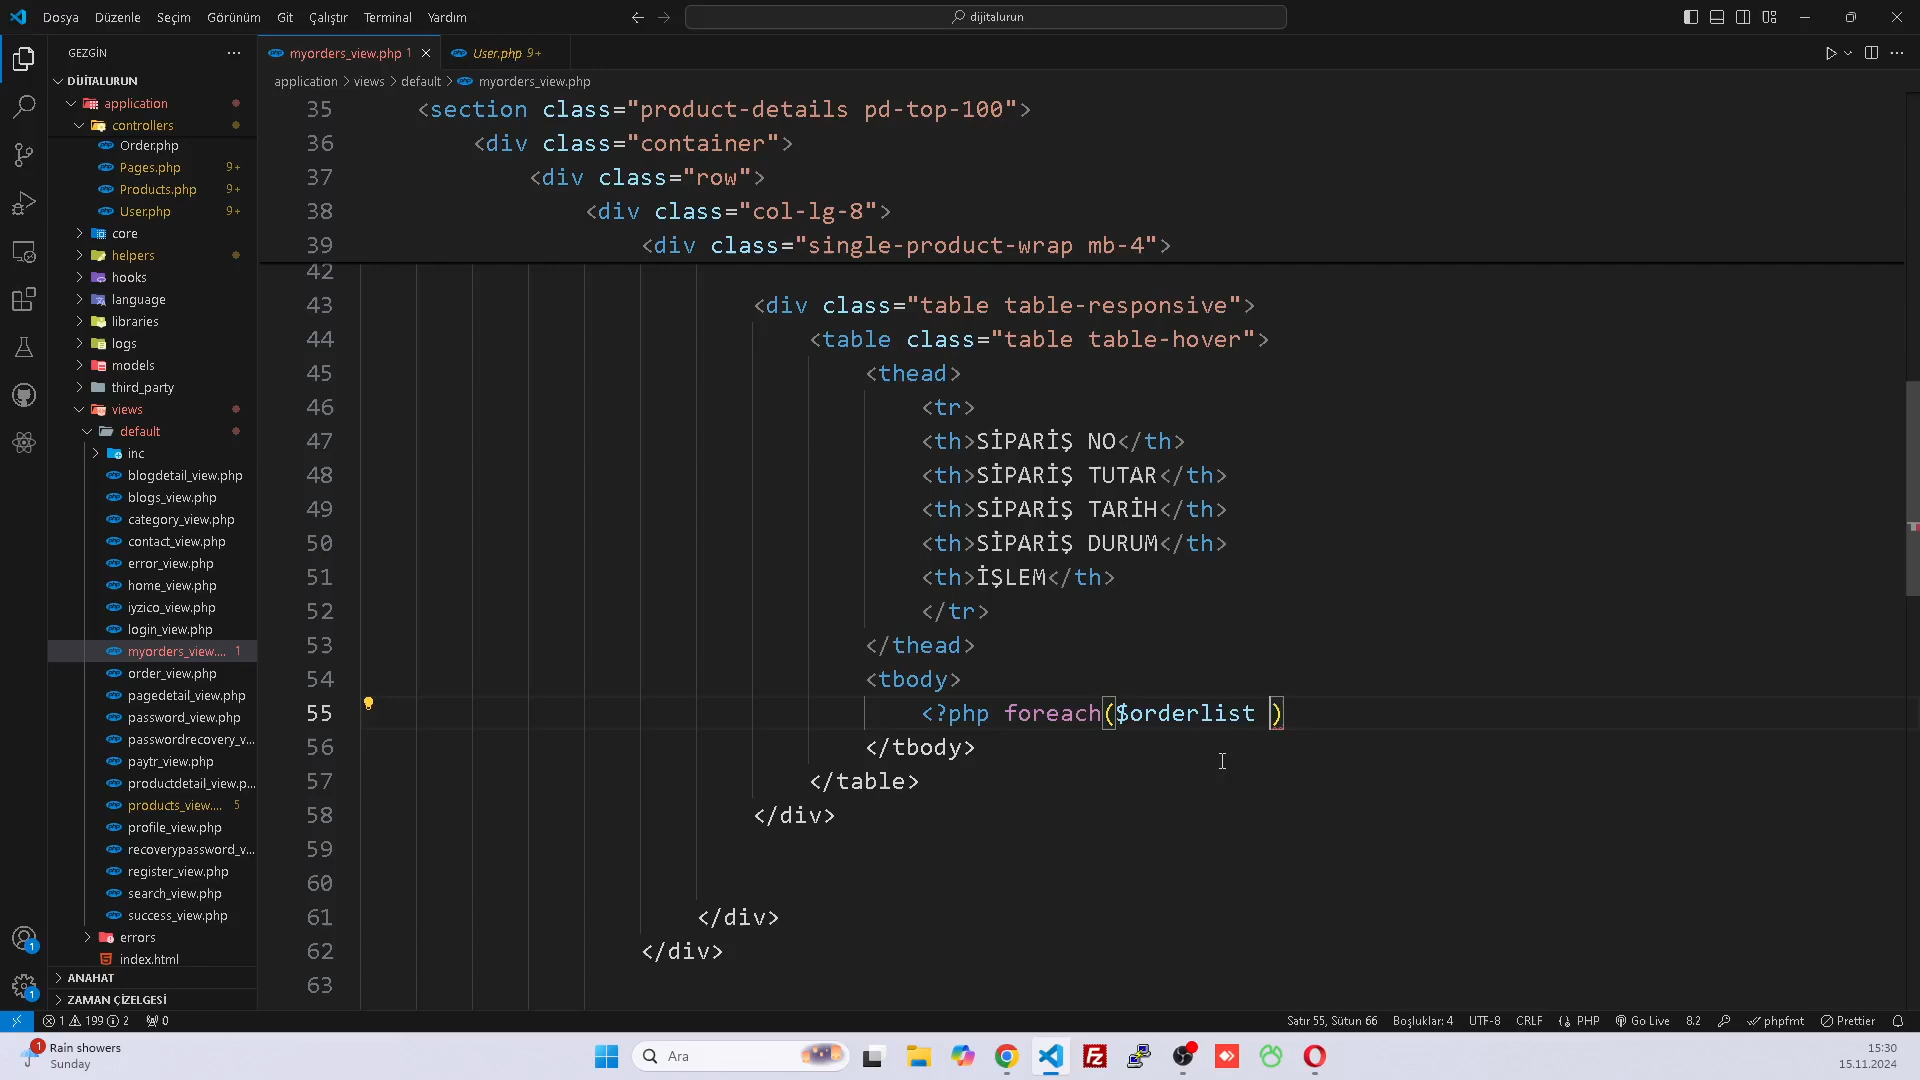 Dosya Düzenle Seçim Görünüm Git Çalıştır Terminal Yardım
dijitalurun
GEZGİN
DİJİTALURUN
application
controllers
Order.php
Pages.php 9+
Products.php 9+
User.php 9+
core
helpers
hooks
language
libraries
logs
models
third_party
views
default
inc
blogdetail_view.php
blogs_view.php
category_view.php
contact_view.php
error_view.php
home_view.php
iyzico_view.php
login_view.php
myorders_view.... 1
order_view.php
pagedetail_view.php
password_view.php
passwordrecovery_v...
paytr_view.php
productdetail_view.p...
products_view.... 5
profile_view.php
recoverypassword_v...
register_view.php
search_view.php
success_view.php
errors
index.html
ANAHAT
ZAMAN ÇİZELGESİ
myorders_view.php 1
User.php 9+
application > views > default > myorders_view.php
35 <section class="product-details pd-top-100">
36 <div class="container">
37 <div class="row">
38 <div class="col-lg-8">
39 <div class="single-product-wrap mb-4">
42
43 <div class="table table-responsive">
44 <table class="table table-hover">
45 <thead>
46 <tr>
47 <th>SİPARİŞ NO</th>
48 <th>SİPARİŞ TUTAR</th>
49 <th>SİPARİŞ TARİH</th>
50 <th>SİPARİŞ DURUM</th>
51 <th>İŞLEM</th>
52 </tr>
53 </thead>
54 <tbody>
55 <?php foreach($orderlist )
56 </tbody>
57 </table>
58 </div>
59
60
61 </div>
62 </div>
63
1 199 2 0
Satır 55, Sütun 66 Boşluklar: 4 UTF-8 CRLF PHP Go Live 8.2 phpfmt Prettier
1
1
1
Rain showers
Sunday
Ara
15:30
15.11.2024